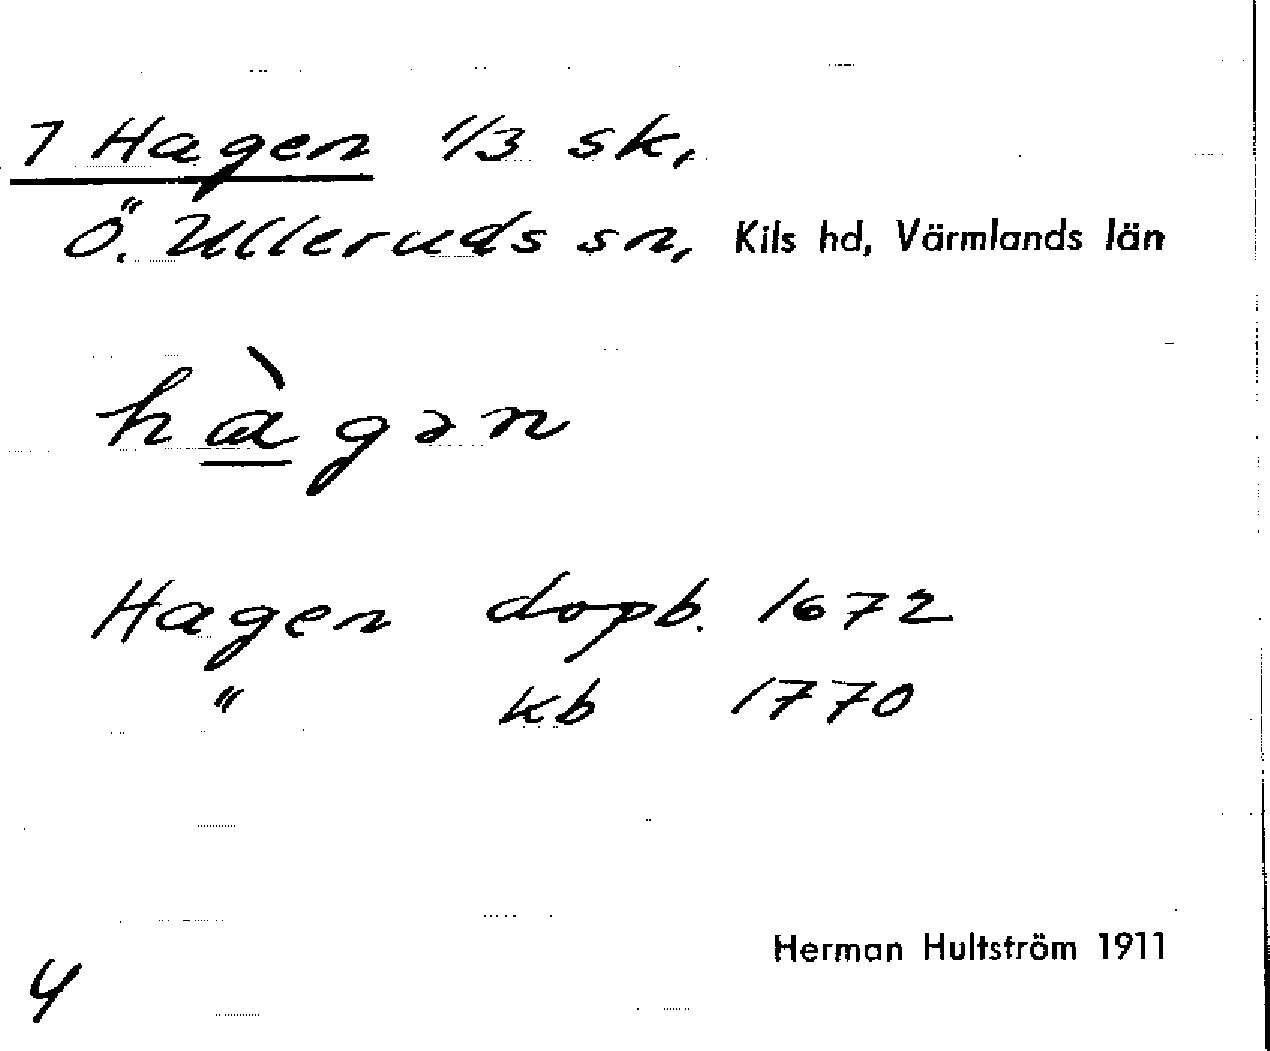 7 Hagen 1/3 sk,
Ö. Ulleruds sn, Kils hd, Värmlands län
hàgən
Hagen dopb. 1672
" kb 1770
Herman Hultström 1911
4